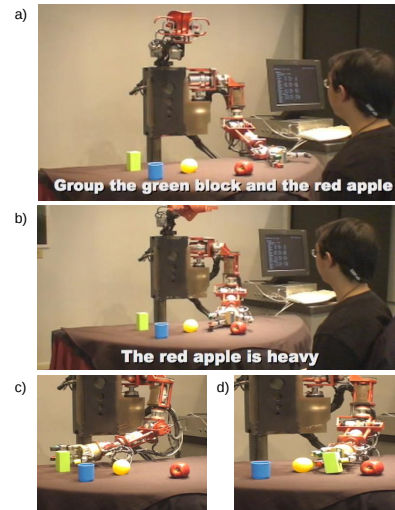 a)
Group the green block and the red apple
b)
The red apple is heavy
c)
d)